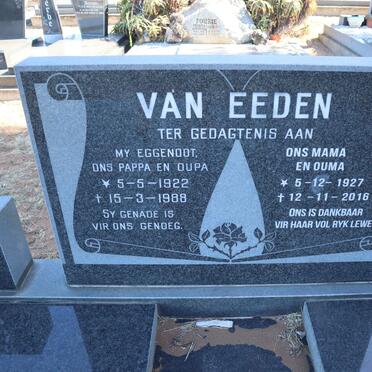 VAN EEDEN
TER GEDAGTENIS AAN
MY EGGENOOT,
ONS PAPPA EN OUPA
* 5-5-1922
† 15-3-1988
SY GENADE IS
VIR ONS GENOEG.
ONS MAMA
EN OUMA
* 5-12-1927
† 12-11-2016
ONS IS DANKBAAR
VIR HAAR VOL RYK LEWE
FOURIE